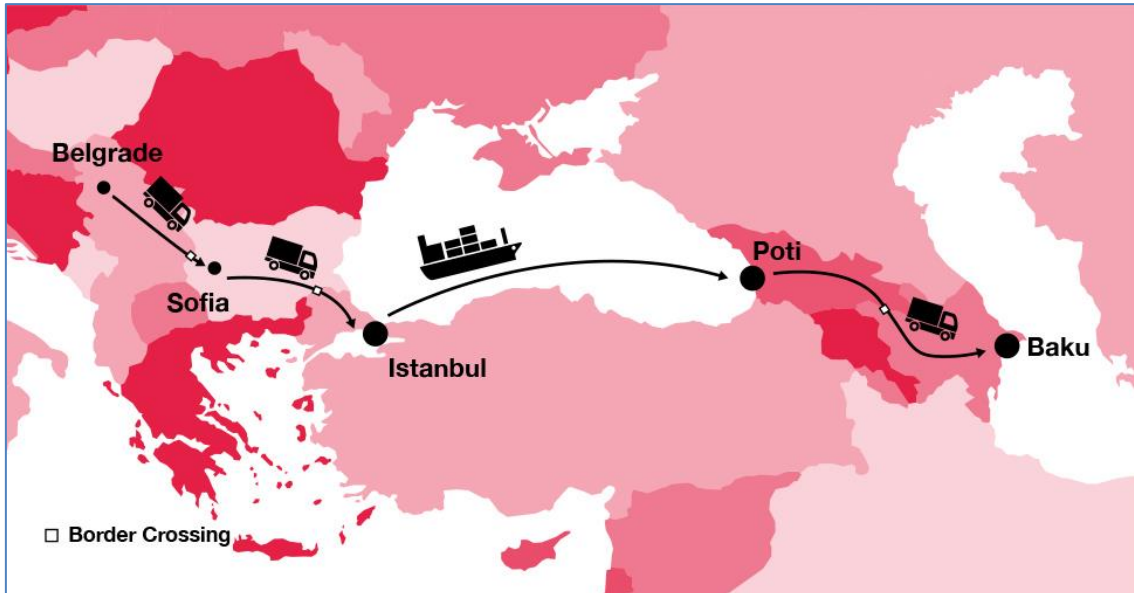 Belgrade
Sofia
Istanbul
Poti
Baku
Border Crossing